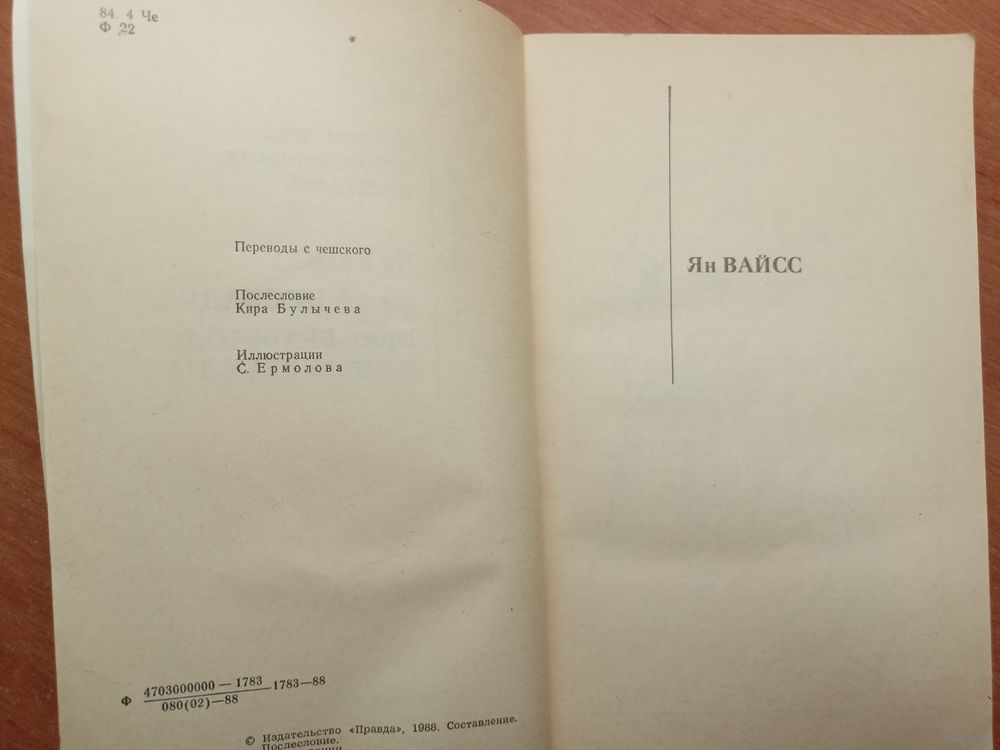 84. 4 Че
Ф 22
Переводы с чешского
Послесловие
Кира Булычева
Иллюстрации
С. Ермолова
Ф 4703000000—1783 1783—88
080(02)—88
© Издательство «Правда», 1988. Составление.
Послесловие.
Ян ВАЙСС